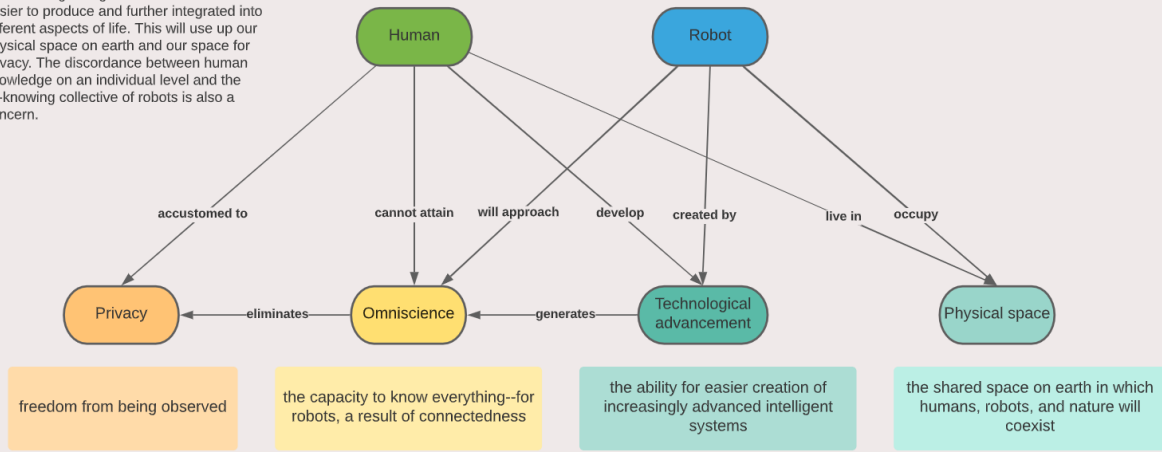 sier to produce and further integrated into
ferent aspects of life. This will use up our
ysical space on earth and our space for
vacy. The discordance between human
owledge on an individual level and the
-knowing collective of robots is also a
ncern.
Human
Robot
accustomed to
cannot attain
will approach
develop
created by
live in
occupy
Privacy
eliminates
Omniscience
generates
Technological
advancement
Physical space
freedom from being observed
the capacity to know everything--for
robots, a result of connectedness
the ability for easier creation of
increasingly advanced intelligent
systems
the shared space on earth in which
humans, robots, and nature will
coexist